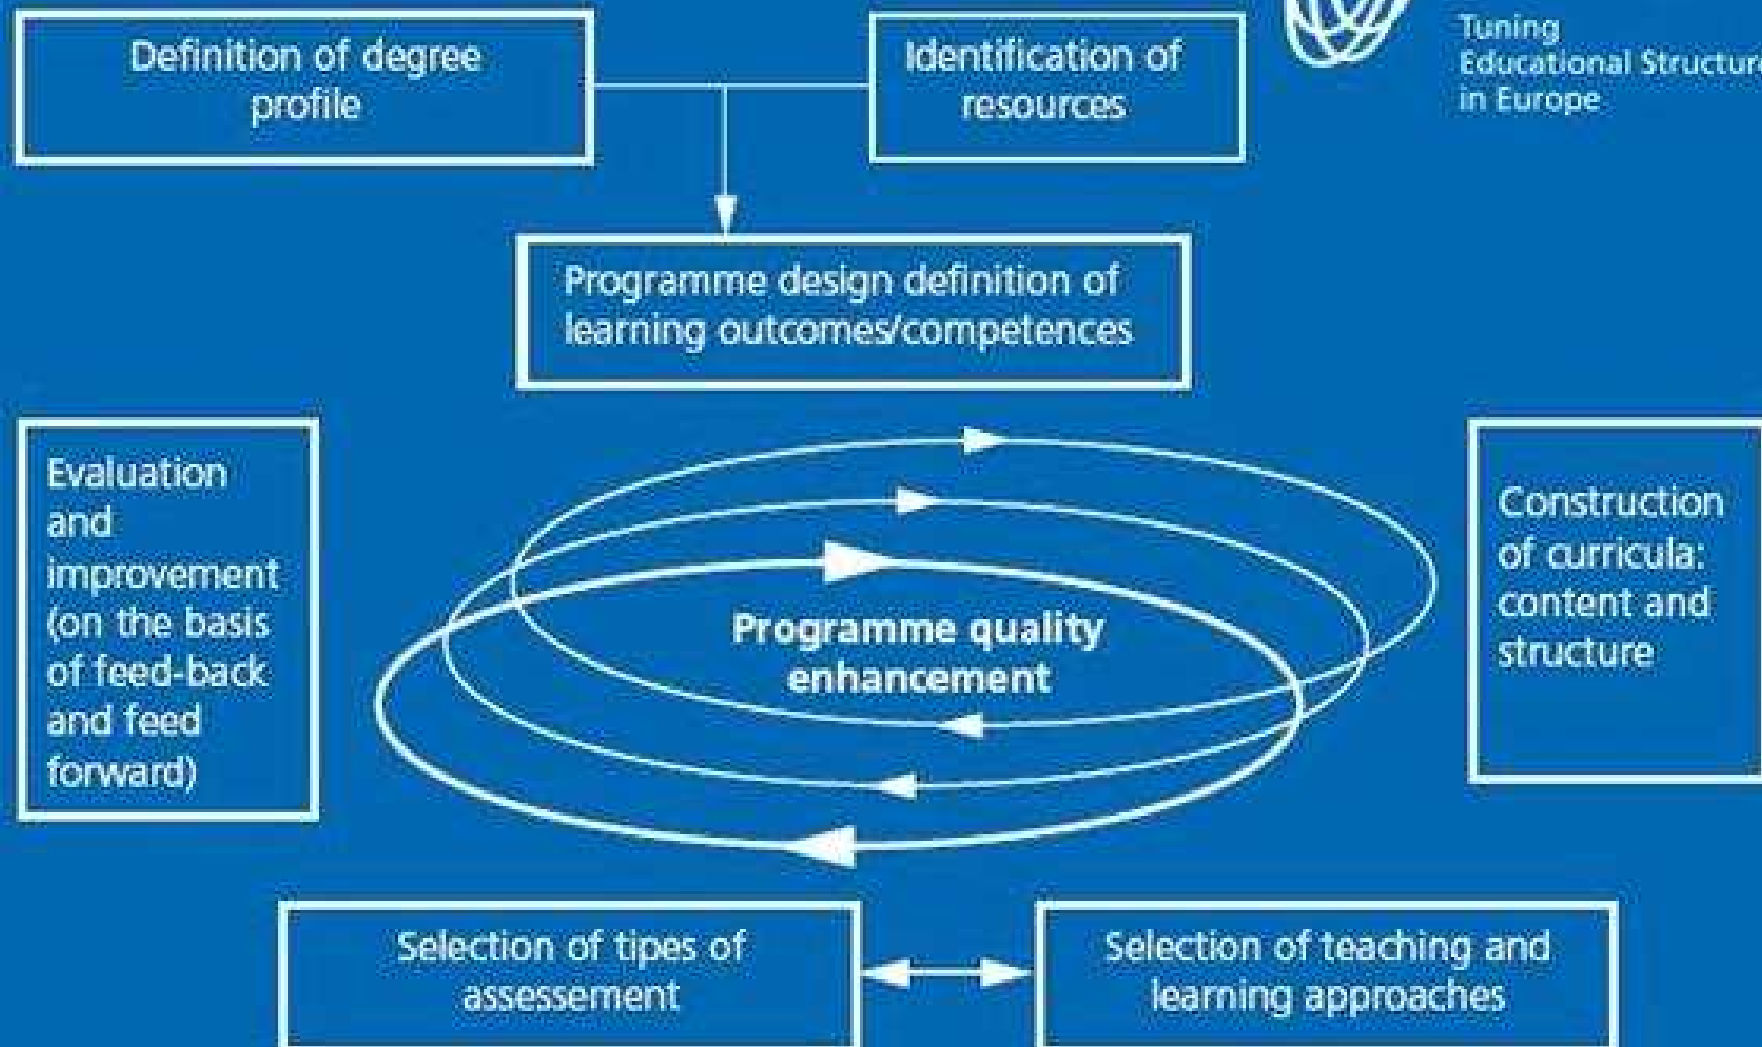 Definition of degree
profile
Identification of
resources
Tuning
Educational Structure
in Europe
Programme design definition of
learning outcomes/competences
Evaluation
and
improvement
(on the basis
of feed-back
and feed
forward)
Programme quality
enhancement
Construction
of curricula:
content and
structure
Selection of tipes of
assessement
Selection of teaching and
learning approaches